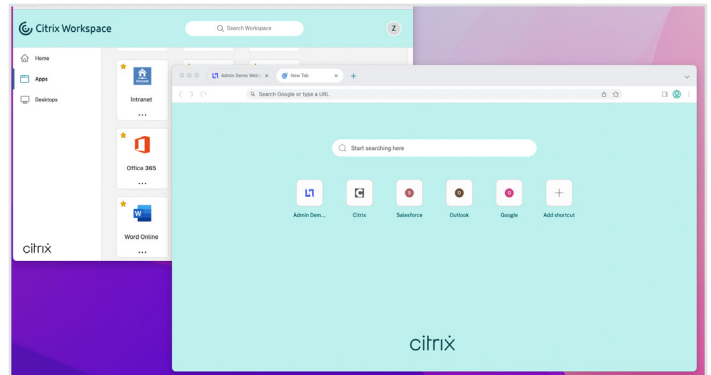 Citrix Workspace
Search Workspace
Z
Home
Apps
Desktops
Intranet
Office 365
W
Word Online
citrix
Admin Demo Webs
New Tab
Search Google or type a URL
Start searching here
Admin Dem...
Citrix
S
Salesforce
O
Outlook
G
Google
Add shortcut
citrix